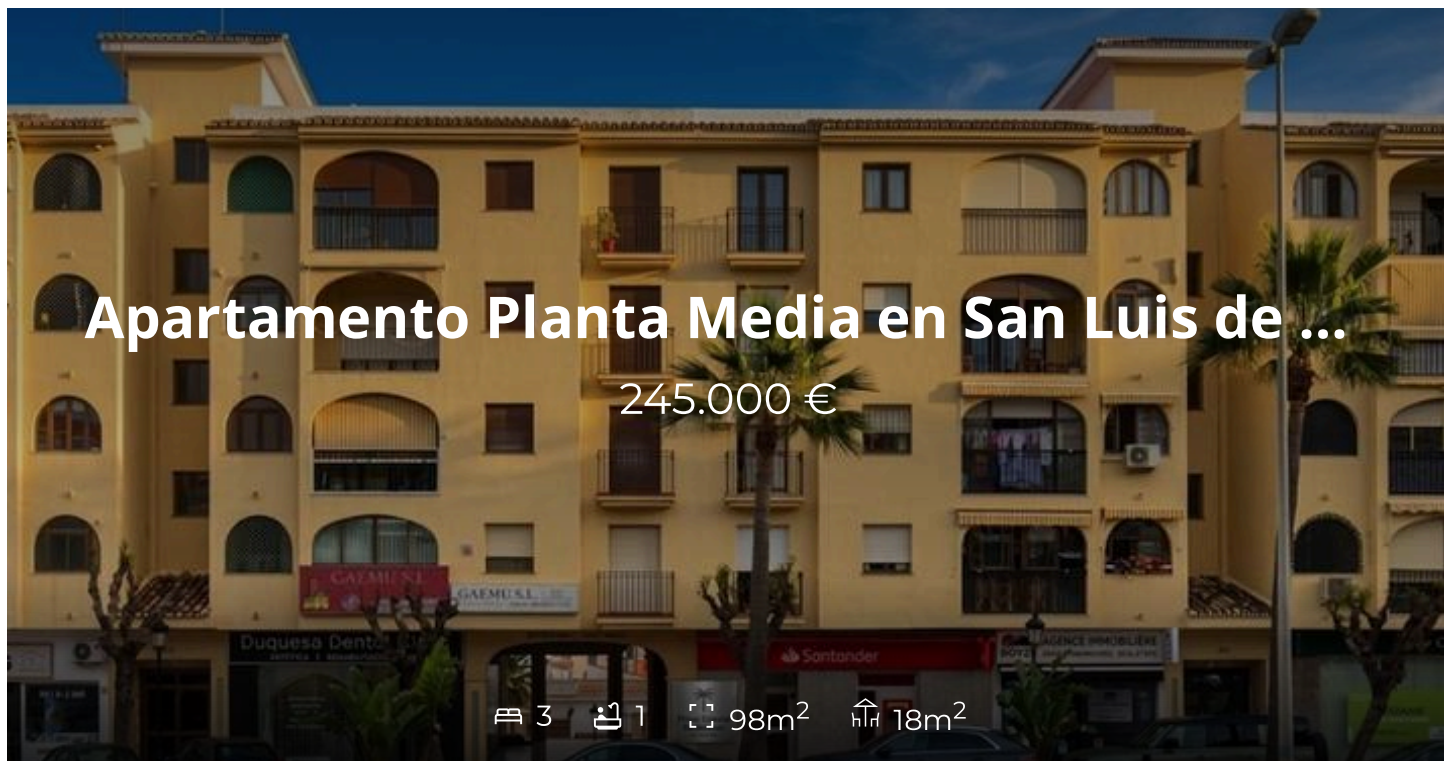 Apartamento Planta Media en San Luis de ...
245.000 €
GAEMU S.L.
GAEMU S.L.
Duquesa Dental
Santander
AGENCE IMMOBILIÈRE
3 1 98m² 18m²